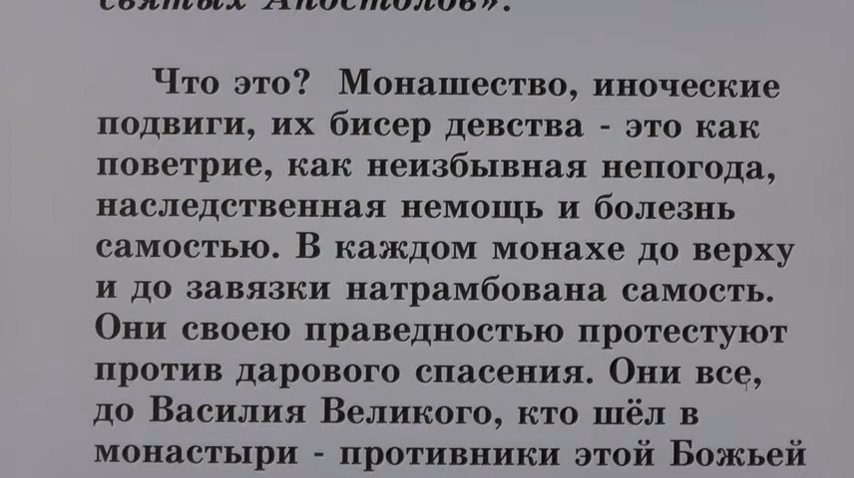 святых Апостолов».
Что это? Монашество, иноческие
подвиги, их бисер девства - это как
поветрие, как неизбывная непогода,
наследственная немощь и болезнь
самостью. В каждом монахе до верху
и до завязки натрамбована самость.
Они своею праведностью протестуют
против дарового спасения. Они все,
до Василия Великого, кто шёл в
монастыри - противники этой Божьей